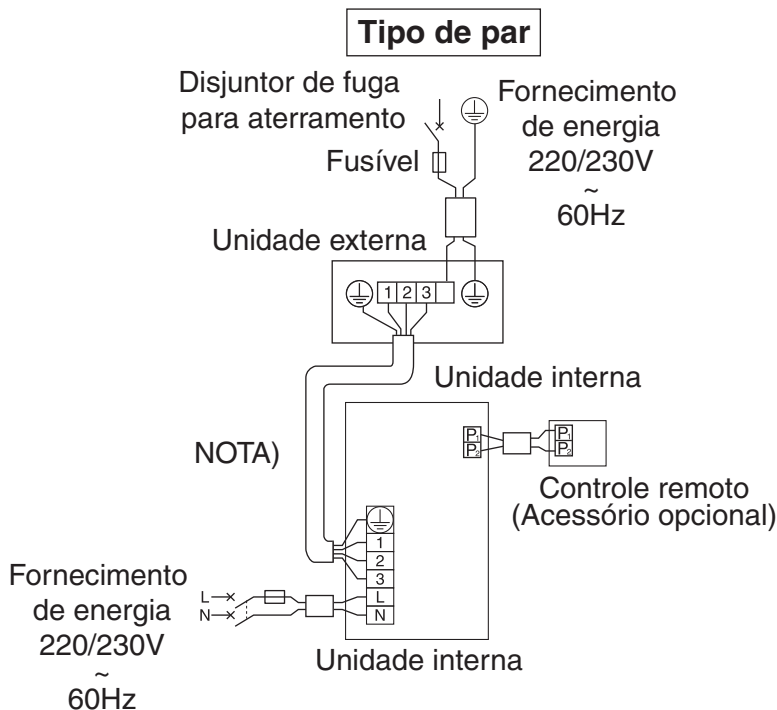 Tipo de par
Disjuntor de fuga
para aterramento
Fusível
Fornecimento
de energia
220/230V
~
60Hz
Unidade externa
1 2 3
Unidade interna
P1
P2
P1
P2
NOTA)
Controle remoto
(Acessório opcional)
1
2
3
L
N
Fornecimento
de energia
220/230V
~
60Hz
L
N
Unidade interna